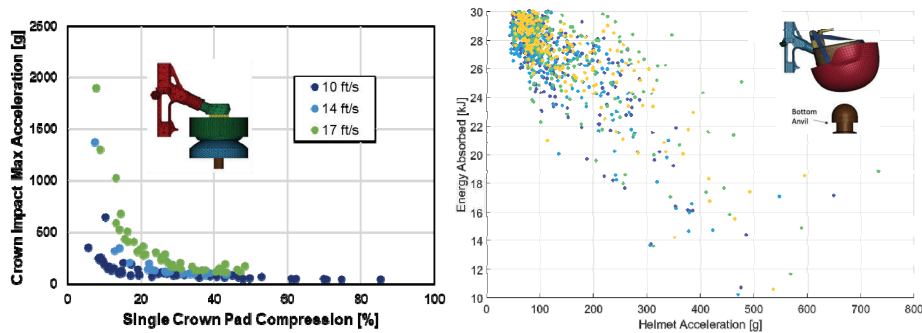 Crown Impact Max Acceleration [g]
2500
2000
1500
1000
500
0
0 20 40 60 80 100
Single Crown Pad Compression [%]
10 ft/s
14 ft/s
17 ft/s
Energy Absorbed [kJ]
30
28
26
24
22
20
18
16
14
12
10
0 100 200 300 400 500 600 700 800
Helmet Acceleration [g]
Bottom
Anvil